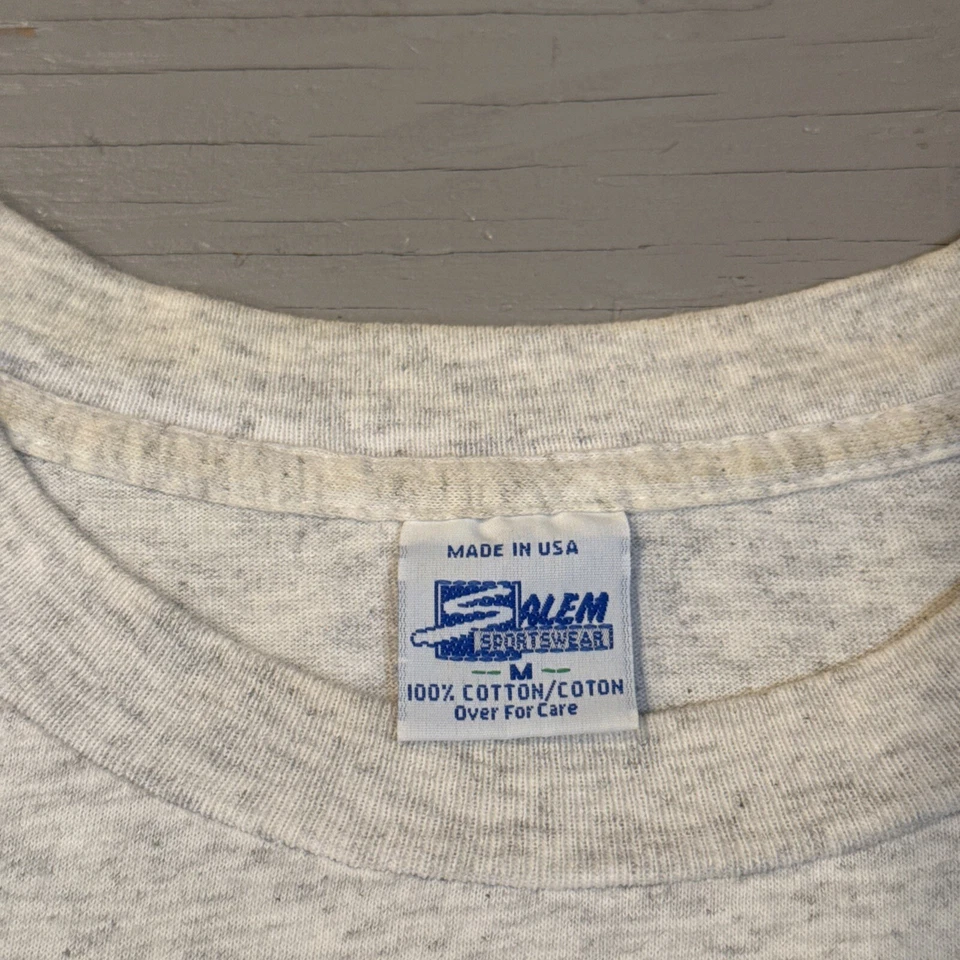 MADE IN USA
SALEM
SPORTSWEAR
M
100% COTTON/COTON
Over For Care